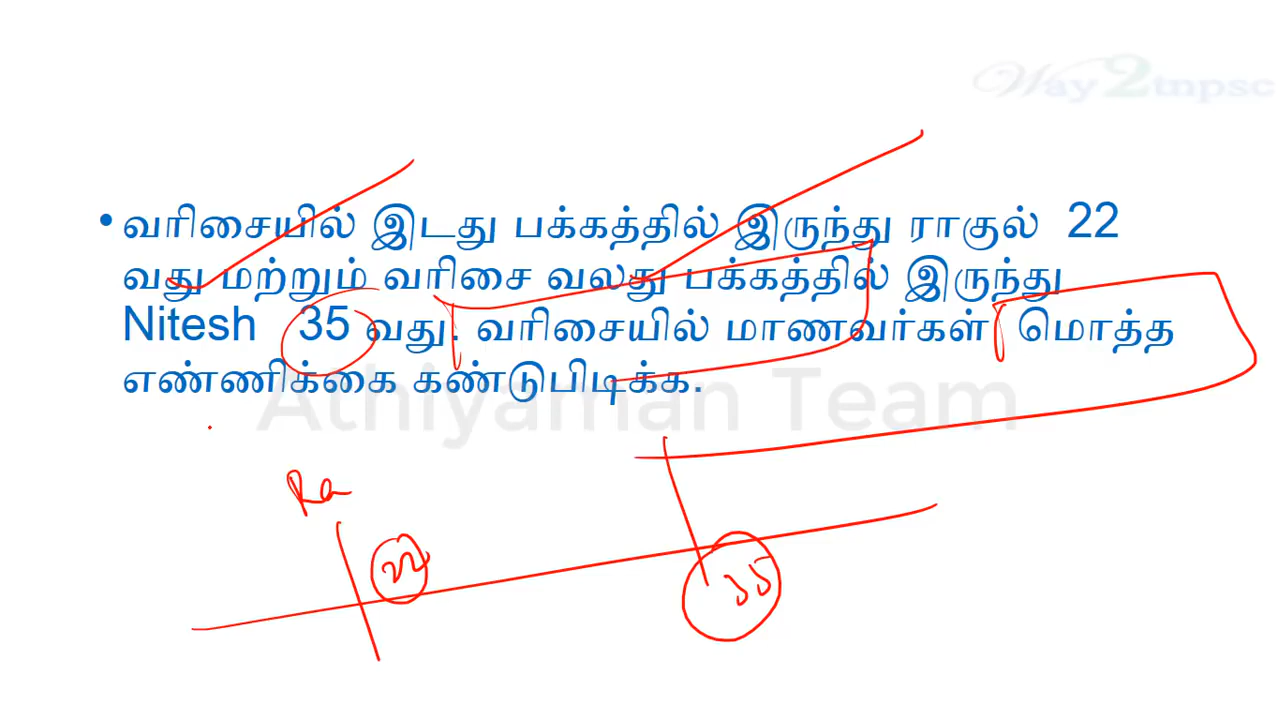 Way2tnpsc
•வரிசையில் இடது பக்கத்தில் இருந்து ராகுல் 22
வது மற்றும் வரிசை வலது பக்கத்தில் இருந்து
Nitesh 35 வது. வரிசையில் மாணவர்கள் மொத்த
எண்ணிக்கை கண்டுபிடிக்க.
Athiyaman Team
Ra
22
35